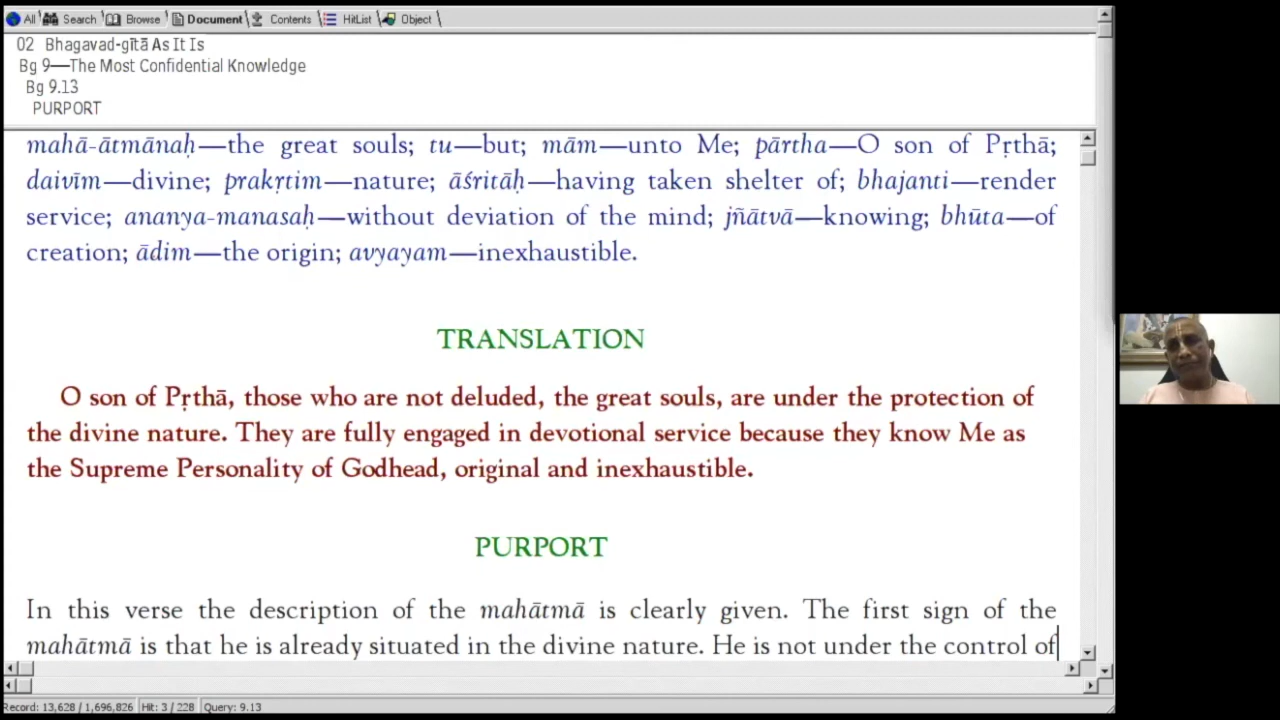 All Search Browse Document Contents HitList Object
02 Bhagavad-gītā As It Is
Bg 9—The Most Confidential Knowledge
Bg 9.13
PURPORT
mahā-ātmānaḥ—the great souls; tu—but; mām—unto Me; pārtha—O son of Pṛthā;
daivīm—divine; prakṛtim—nature; āśritāḥ—having taken shelter of; bhajanti—render
service; ananya-manasaḥ—without deviation of the mind; jñātvā—knowing; bhūta—of
creation; ādim—the origin; avyayam—inexhaustible.
TRANSLATION
O son of Pṛthā, those who are not deluded, the great souls, are under the protection of
the divine nature. They are fully engaged in devotional service because they know Me as
the Supreme Personality of Godhead, original and inexhaustible.
PURPORT
In this verse the description of the mahātmā is clearly given. The first sign of the
mahātmā is that he is already situated in the divine nature. He is not under the control of
Record: 13,628 / 1,696,826 Hit: 3 / 228 Query: 9.13